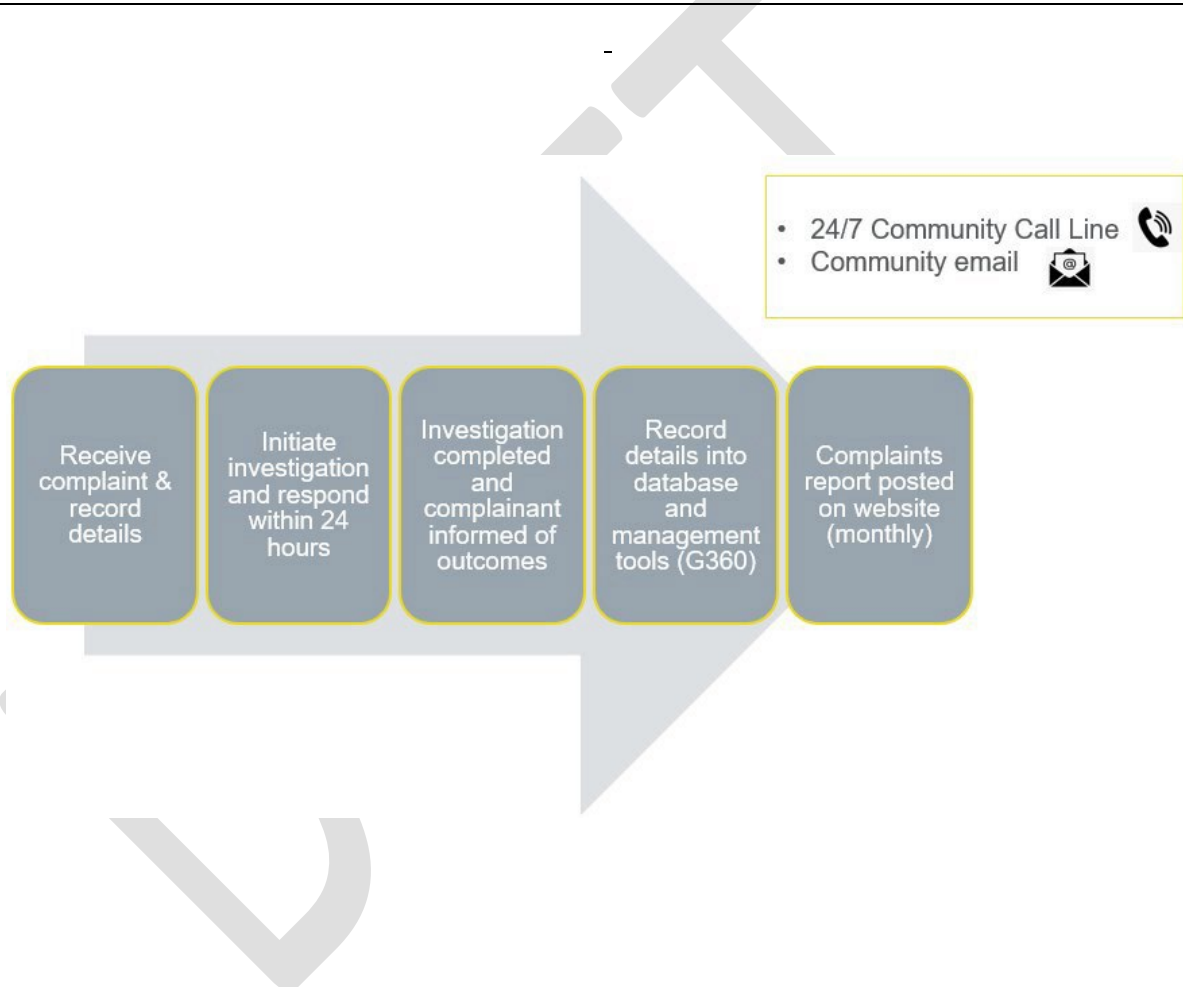 -
• 24/7 Community Call Line
• Community email
Receive
complaint &
record
details
Initiate
investigation
and respond
within 24
hours
Investigation
completed
and
complainant
informed of
outcomes
Record
details into
database
and
management
tools (G360)
Complaints
report posted
on website
(monthly)